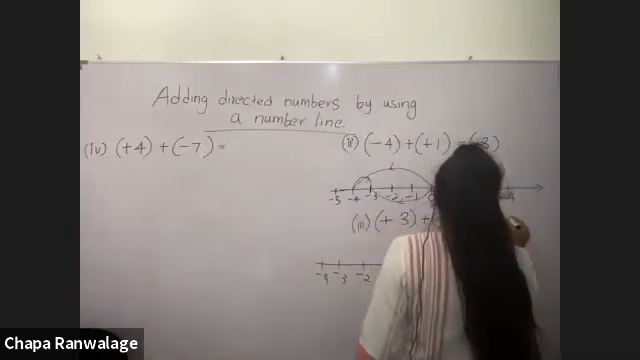 Adding directed numbers by using
a number line.
(iv) (+4) + (-7) =
(ii) (-4) + (+1) = (-3)
-5 -4 -3 -2 -1 0
(iii) (+3) +
-4 -3 -2
Chapa Ranwalage